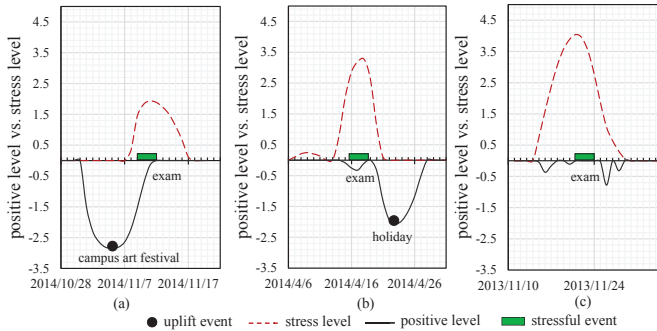 positive level vs. stress level
4.5
3.5
2.5
1.5
0.5
-0.5
-1.5
-2.5
-3.5
exam
campus art festival
2014/10/28 2014/11/7 2014/11/17
(a)
positive level vs. stress level
4.5
3.5
2.5
1.5
0.5
-0.5
-1.5
-2.5
-3.5
exam
holiday
2014/4/6 2014/4/16 2014/4/26
(b)
positive level vs. stress level
4.5
3.5
2.5
1.5
0.5
-0.5
-1.5
-2.5
-3.5
exam
2013/11/10 2013/11/24
(c)
uplift event stress level positive level stressful event